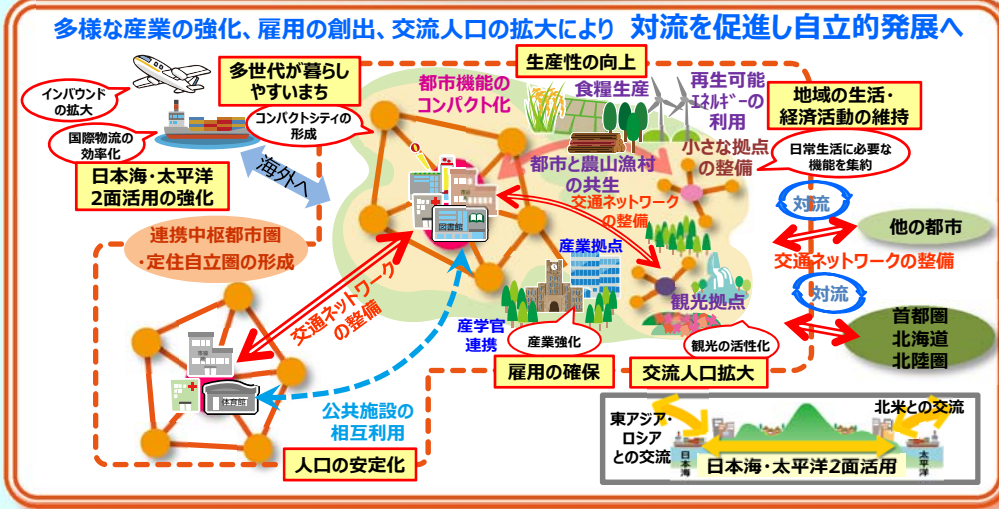 多様な産業の強化、雇用の創出、交流人口の拡大により 対流を促進し自立的発展へ
インバウンド
の拡大
国際物流の
効率化
日本海・太平洋
2面活用の強化
海外へ
多世代が暮らし
やすいまち
コンパクトシティの
形成
都市機能の
コンパクト化
生産性の向上
食糧生産
再生可能
エネルギーの
利用
都市と農山漁村
の共生
地域の生活・
経済活動の維持
小さな拠点
の整備
日常生活に必要な
機能を集約
交通ネットワーク
の整備
図書館
対流
他の都市
交通ネットワークの整備
対流
首都圏
北海道
北陸圏
連携中枢都市圏
・定住自立圏の形成
交通ネットワーク
の整備
産業拠点
産学官
連携
産業強化
雇用の確保
観光拠点
観光の活性化
交流人口拡大
体育館
公共施設の
相互利用
人口の安定化
東アジア・
ロシア
との交流
北米との交流
日本海
日本海・太平洋2面活用
太平洋